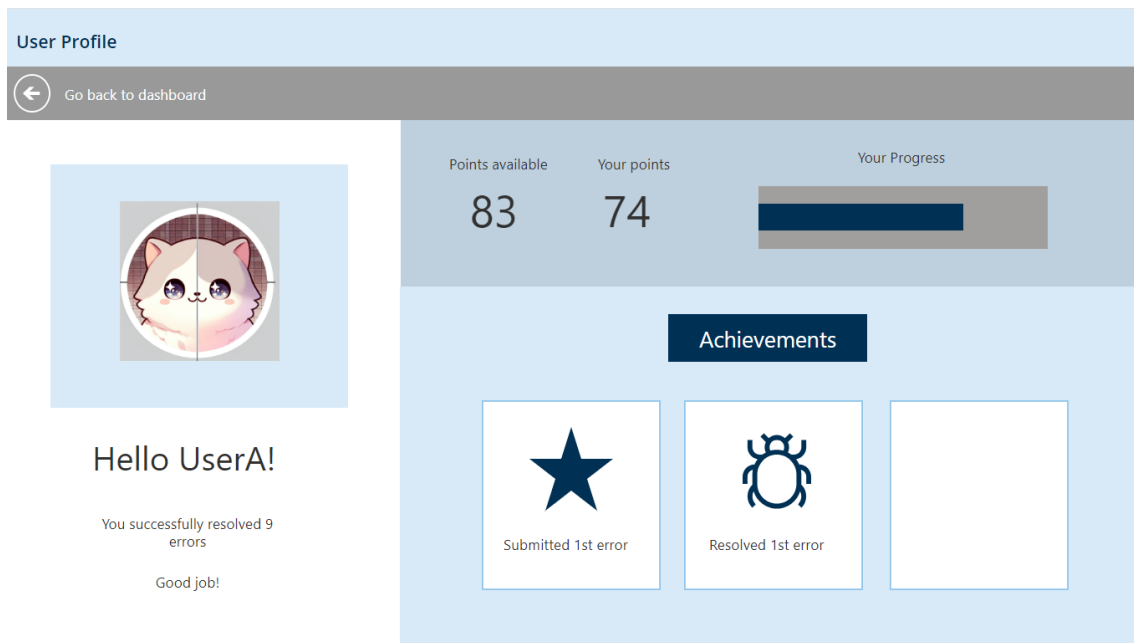 User Profile
Go back to dashboard
Points available
83
Your points
74
Your Progress
Hello UserA!
You successfully resolved 9
errors
Good job!
Achievements
Submitted 1st error
Resolved 1st error